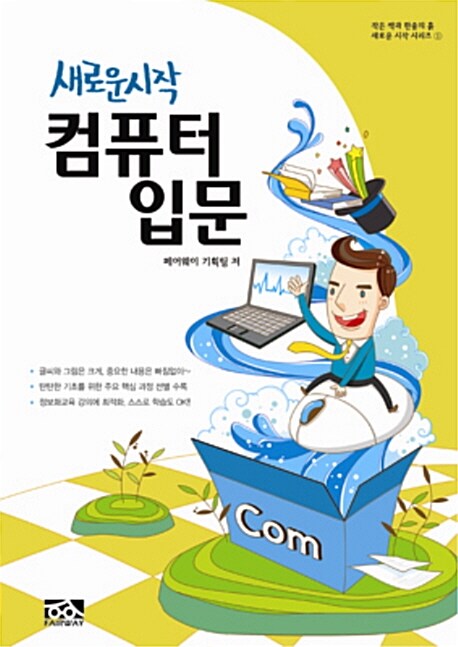 작은 책과 한솔의 흙
새로운 시작 시리즈 ①
새로운시작
컴퓨터
입문
페어웨이 기획팀 저
글씨와 그림은 크게, 중요한 내용은 빠짐없이~
탄탄한 기초를 위한 주요 핵심 과정 선별 수록
정보화교육 강의에 최적화, 스스로 학습도 OK!!
Com
FAIRWAY